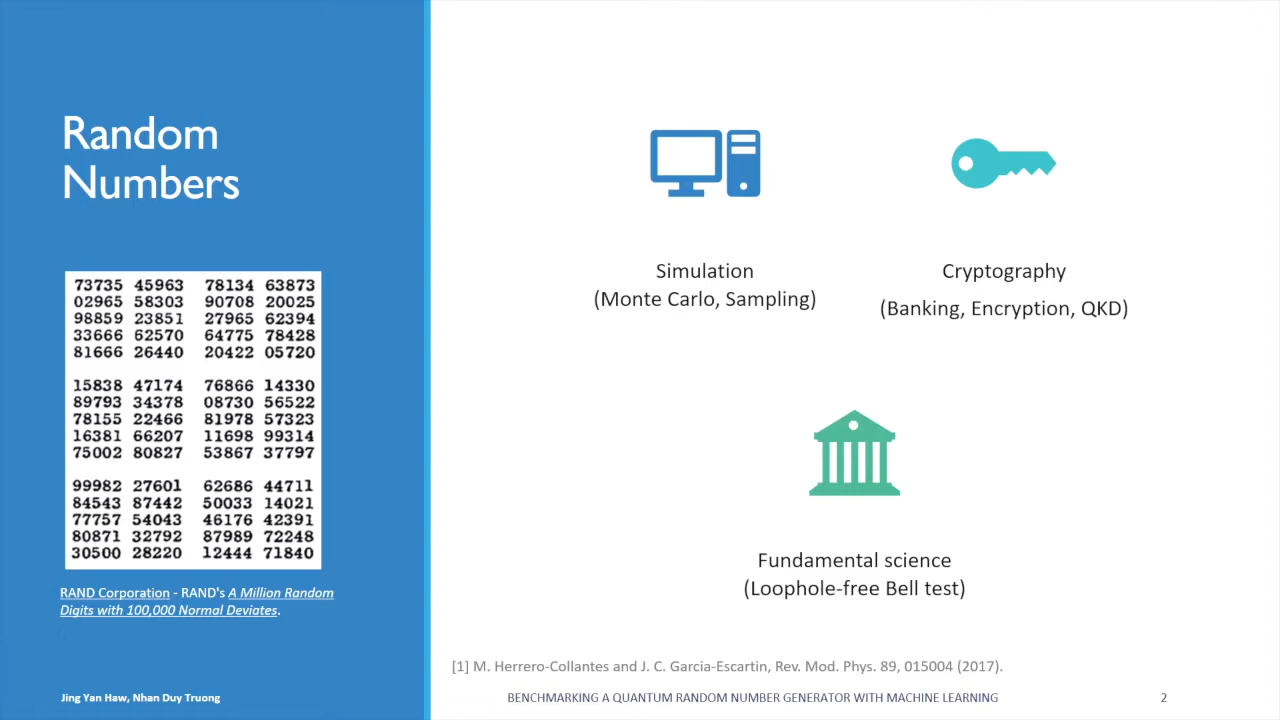 Random
Numbers
73735 45963 78134 63873
02965 58303 90708 20025
98859 23851 27965 62394
33666 62570 64775 78428
81666 26440 20422 05720
15838 47174 76866 14330
89793 34378 08730 56522
78155 22466 81978 57323
16381 66207 11698 99314
75002 80827 53867 37797
99982 27601 62686 44711
84543 87442 50033 14021
77757 54043 46176 42391
80871 32792 87989 72248
30500 28220 12444 71840
RAND Corporation - RAND's A Million Random
Digits with 100,000 Normal Deviates.
Simulation
(Monte Carlo, Sampling)
Cryptography
(Banking, Encryption, QKD)
Fundamental science
(Loophole-free Bell test)
[1] M. Herrero-Collantes and J. C. Garcia-Escartin, Rev. Mod. Phys. 89, 015004 (2017).
Jing Yan Haw, Nhan Duy Truong
BENCHMARKING A QUANTUM RANDOM NUMBER GENERATOR WITH MACHINE LEARNING
2